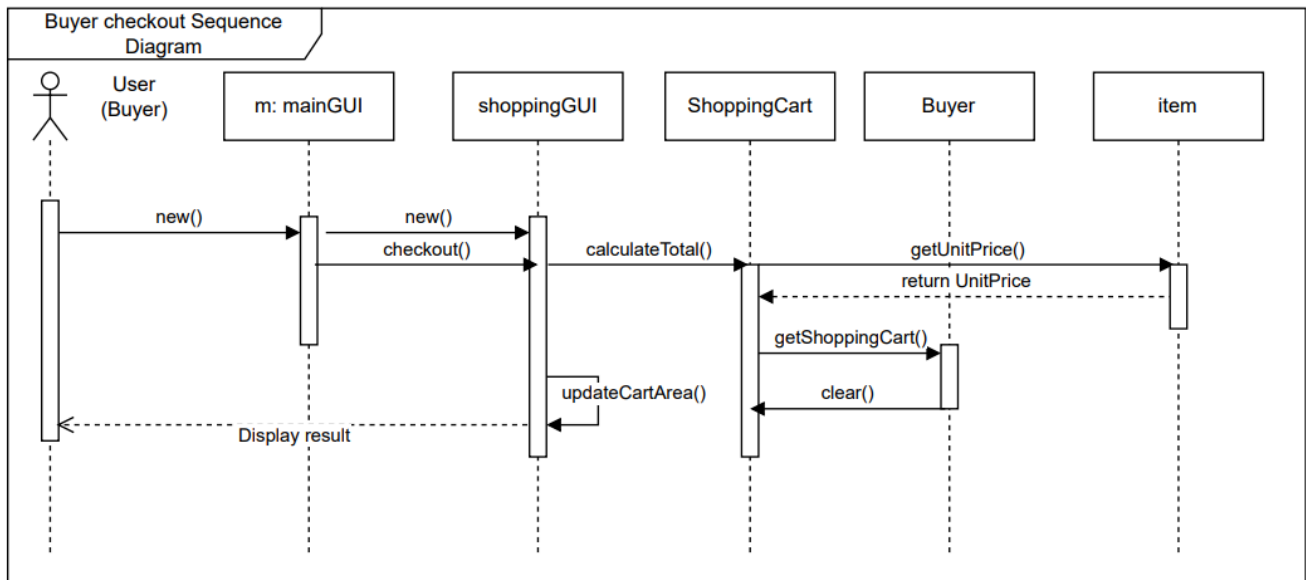 Buyer checkout Sequence
Diagram
User
(Buyer)
m: mainGUI
shoppingGUI
ShoppingCart
Buyer
item
new()
new()
checkout()
calculateTotal()
getUnitPrice()
return UnitPrice
getShoppingCart()
updateCartArea()
clear()
Display result